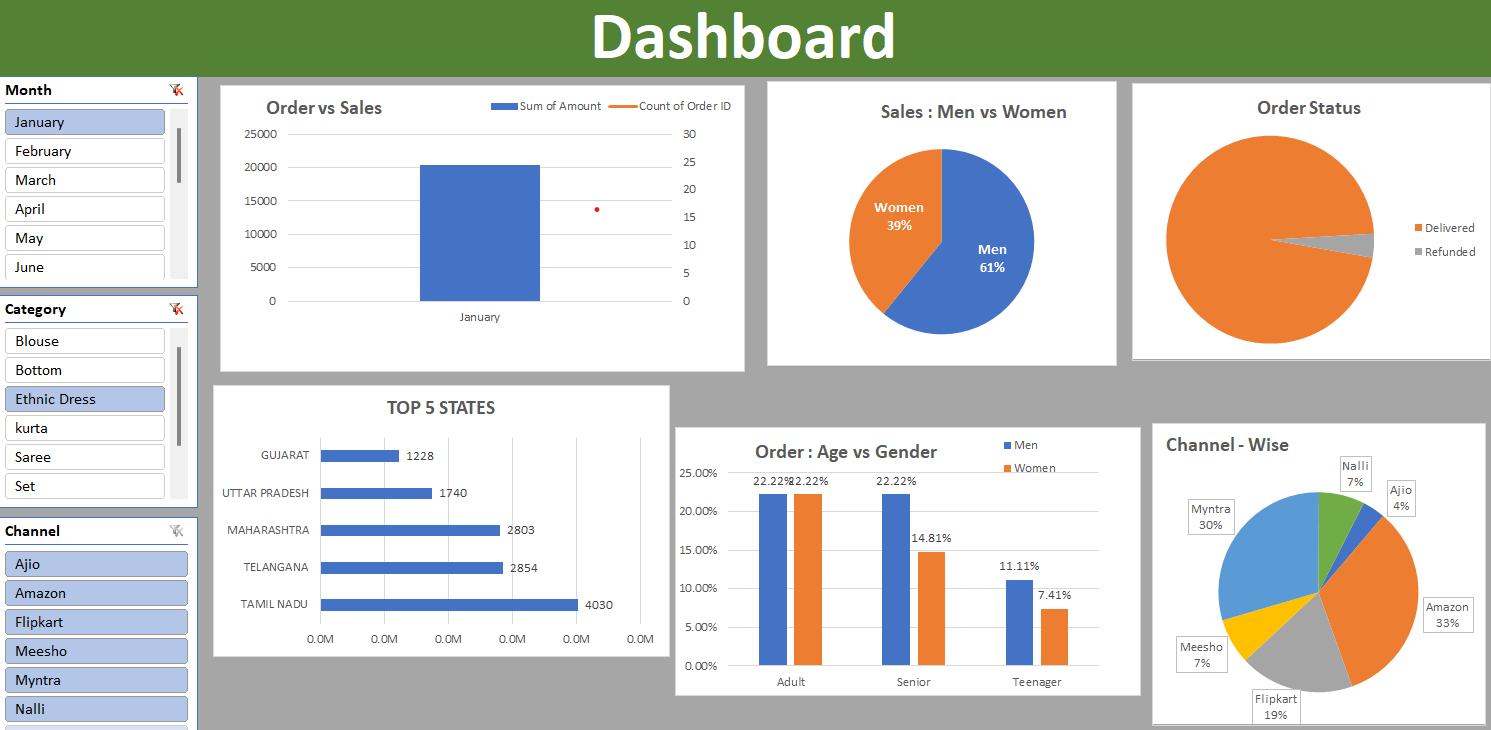 Dashboard
Month
January
February
March
April
May
June
Category
Blouse
Bottom
Ethnic Dress
kurta
Saree
Set
Channel
Ajio
Amazon
Flipkart
Meesho
Myntra
Nalli
Order vs Sales
Sum of Amount Count of Order ID
25000 30
20000 25
15000 20
10000 15
5000 10
0 5
0
January
Sales : Men vs Women
Women
39%
Men
61%
Order Status
Delivered
Refunded
TOP 5 STATES
GUJARAT 1228
UTTAR PRADESH 1740
MAHARASHTRA 2803
TELANGANA 2854
TAMIL NADU 4030
0.0M 0.0M 0.0M 0.0M 0.0M 0.0M
Order : Age vs Gender
Men
Women
25.00%
20.00%
15.00%
10.00%
5.00%
0.00%
22.22% 22.22% 22.22%
14.81%
11.11%
7.41%
Adult Senior Teenager
Channel - Wise
Nalli
7%
Ajio
4%
Myntra
30%
Amazon
33%
Meesho
7%
Flipkart
19%